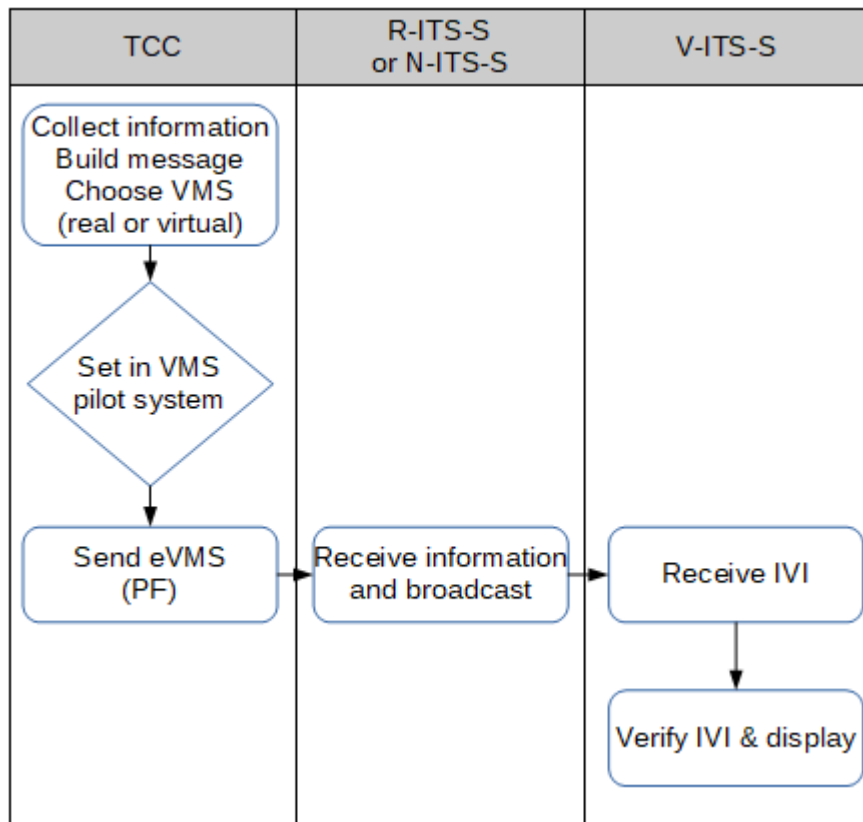 TCC
R-ITS-S
or N-ITS-S
V-ITS-S
Collect information
Build message
Choose VMS
(real or virtual)
Set in VMS
pilot system
Send eVMS
(PF)
Receive information
and broadcast
Receive IVI
Verify IVI & display